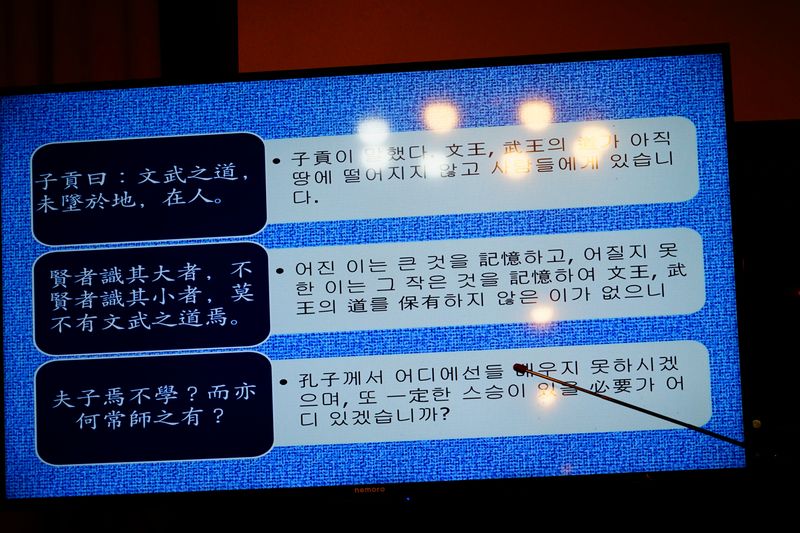 子貢曰：文武之道，
未墜於地，在人。
• 子貢이 말했다. 文王, 武王의 道가 아직
땅에 떨어지지 않고 사람들에게 있습니
다.
賢者識其大者，不
賢者識其小者，莫
不有文武之道焉。
• 어진 이는 큰 것을 記憶하고, 어질지 못
한 이는 그 작은 것을 記憶하여 文王, 武
王의 道를 保有하지 않은 이가 없으니
夫子焉不學？而亦
何常師之有？
• 孔子께서 어디에선들 배우지 못하시겠
으며, 또 一定한 스승이 있을 必要가 어
디 있겠습니까?
nemoro